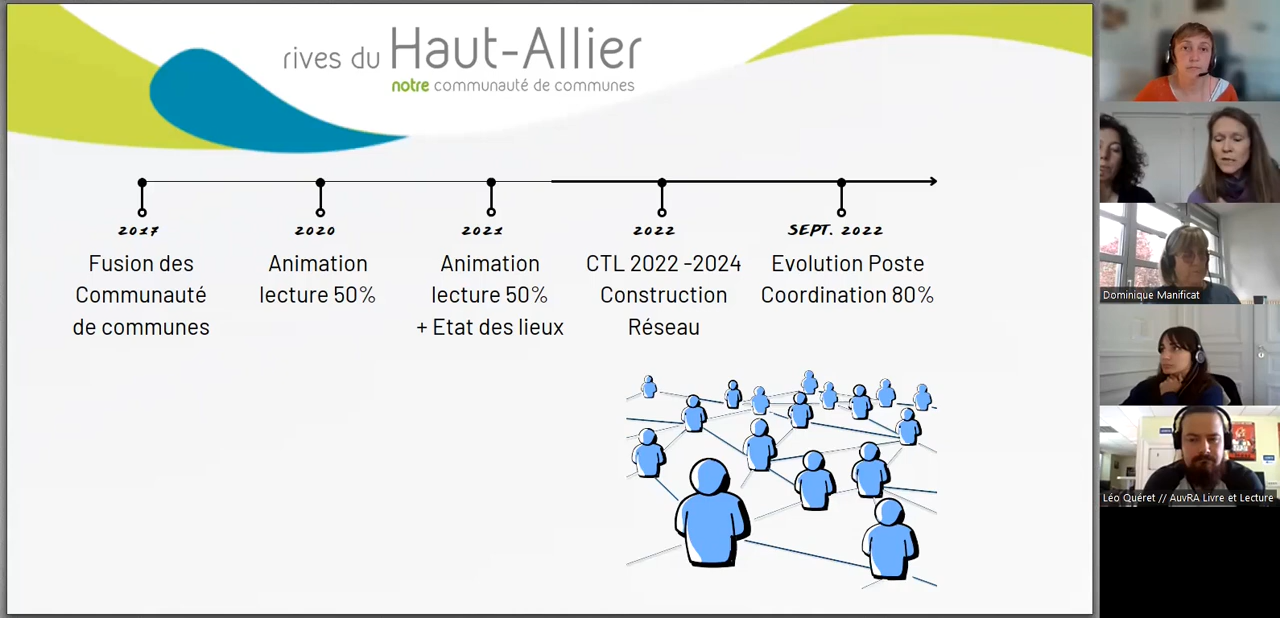 rives du Haut-Allier
notre communauté de communes
2017
Fusion des
Communauté
de communes
2020
Animation
lecture 50%
2021
Animation
lecture 50%
+ Etat des lieux
2022
CTL 2022 -2024
Construction
Réseau
SEPT. 2022
Evolution Poste
Coordination 80%
Dominique Manificat
Léo Quéret // AuvRA Livre et Lecture